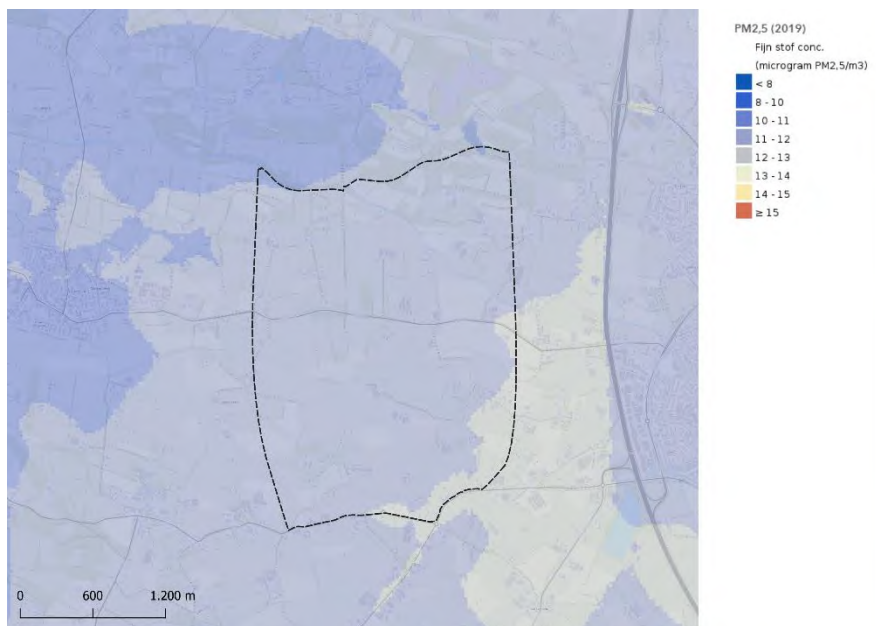 PM2,5 (2019)
Fijn stof conc.
(microgram PM2,5/m3)
< 8
8 - 10
10 - 11
11 - 12
12 - 13
13 - 14
14 - 15
≥ 15
0 600 1.200 m